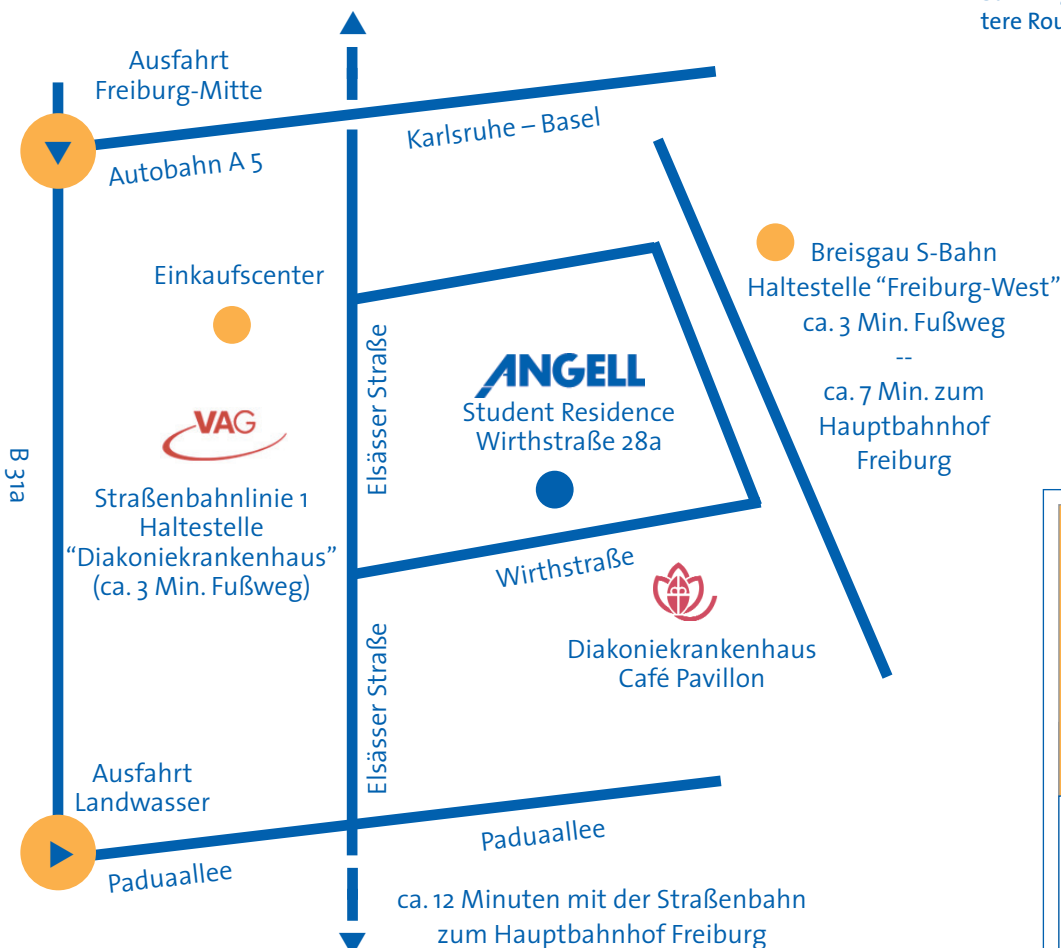 tere Rou
Ausfahrt
Freiburg-Mitte
Karlsruhe – Basel
Autobahn A 5
Einkaufscenter
Breisgau S-Bahn
Haltestelle “Freiburg-West”
ca. 3 Min. Fußweg
--
ca. 7 Min. zum
Hauptbahnhof
Freiburg
Elsässer Straße
ANGELL
Student Residence
Wirthstraße 28a
VAG
B 31a
Straßenbahnlinie 1
Haltestelle
“Diakoniekrankenhaus”
(ca. 3 Min. Fußweg)
Wirthstraße
Diakoniekrankenhaus
Café Pavillon
Elsässer Straße
Ausfahrt
Landwasser
Paduaallee
Paduaallee
ca. 12 Minuten mit der Straßenbahn
zum Hauptbahnhof Freiburg